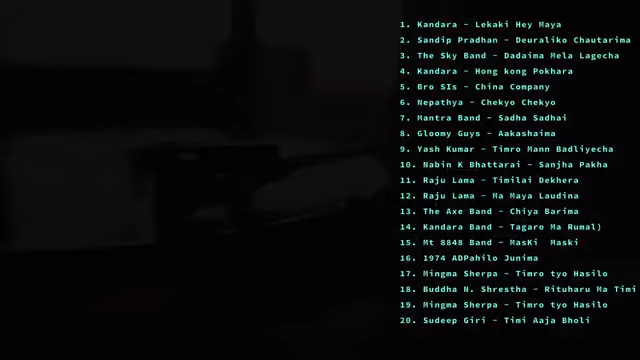 1. Kandara - Lekaki Hey Maya
2. Sandip Pradhan - Deuraliko Chautarima
3. The Sky Band - Dadaima Mela Lagecha
4. Kandara - Hong kong Pokhara
5. Bro SIs - China Company
6. Nepathya - Chekyo Chekyo
7. Mantra Band - Sadha Sadhai
8. Gloomy Guys - Aakashaima
9. Yash Kumar - Timro Mann Badliyecha
10. Nabin K Bhattarai - Sanjha Pakha
11. Raju Lama - Timilai Dekhera
12. Raju Lama - Ma Maya Laudina
13. The Axe Band - Chiya Barima
14. Kandara Band - Tagaro Ma Rumal)
15. Mt 8848 Band - MasKi  Maski
16. 1974 ADPahilo Junima
17. Mingma Sherpa - Timro tyo Hasilo
18. Buddha N. Shrestha - Rituharu Ma Timi
19. Mingma Sherpa - Timro tyo Hasilo
20. Sudeep Giri - Timi Aaja Bholi